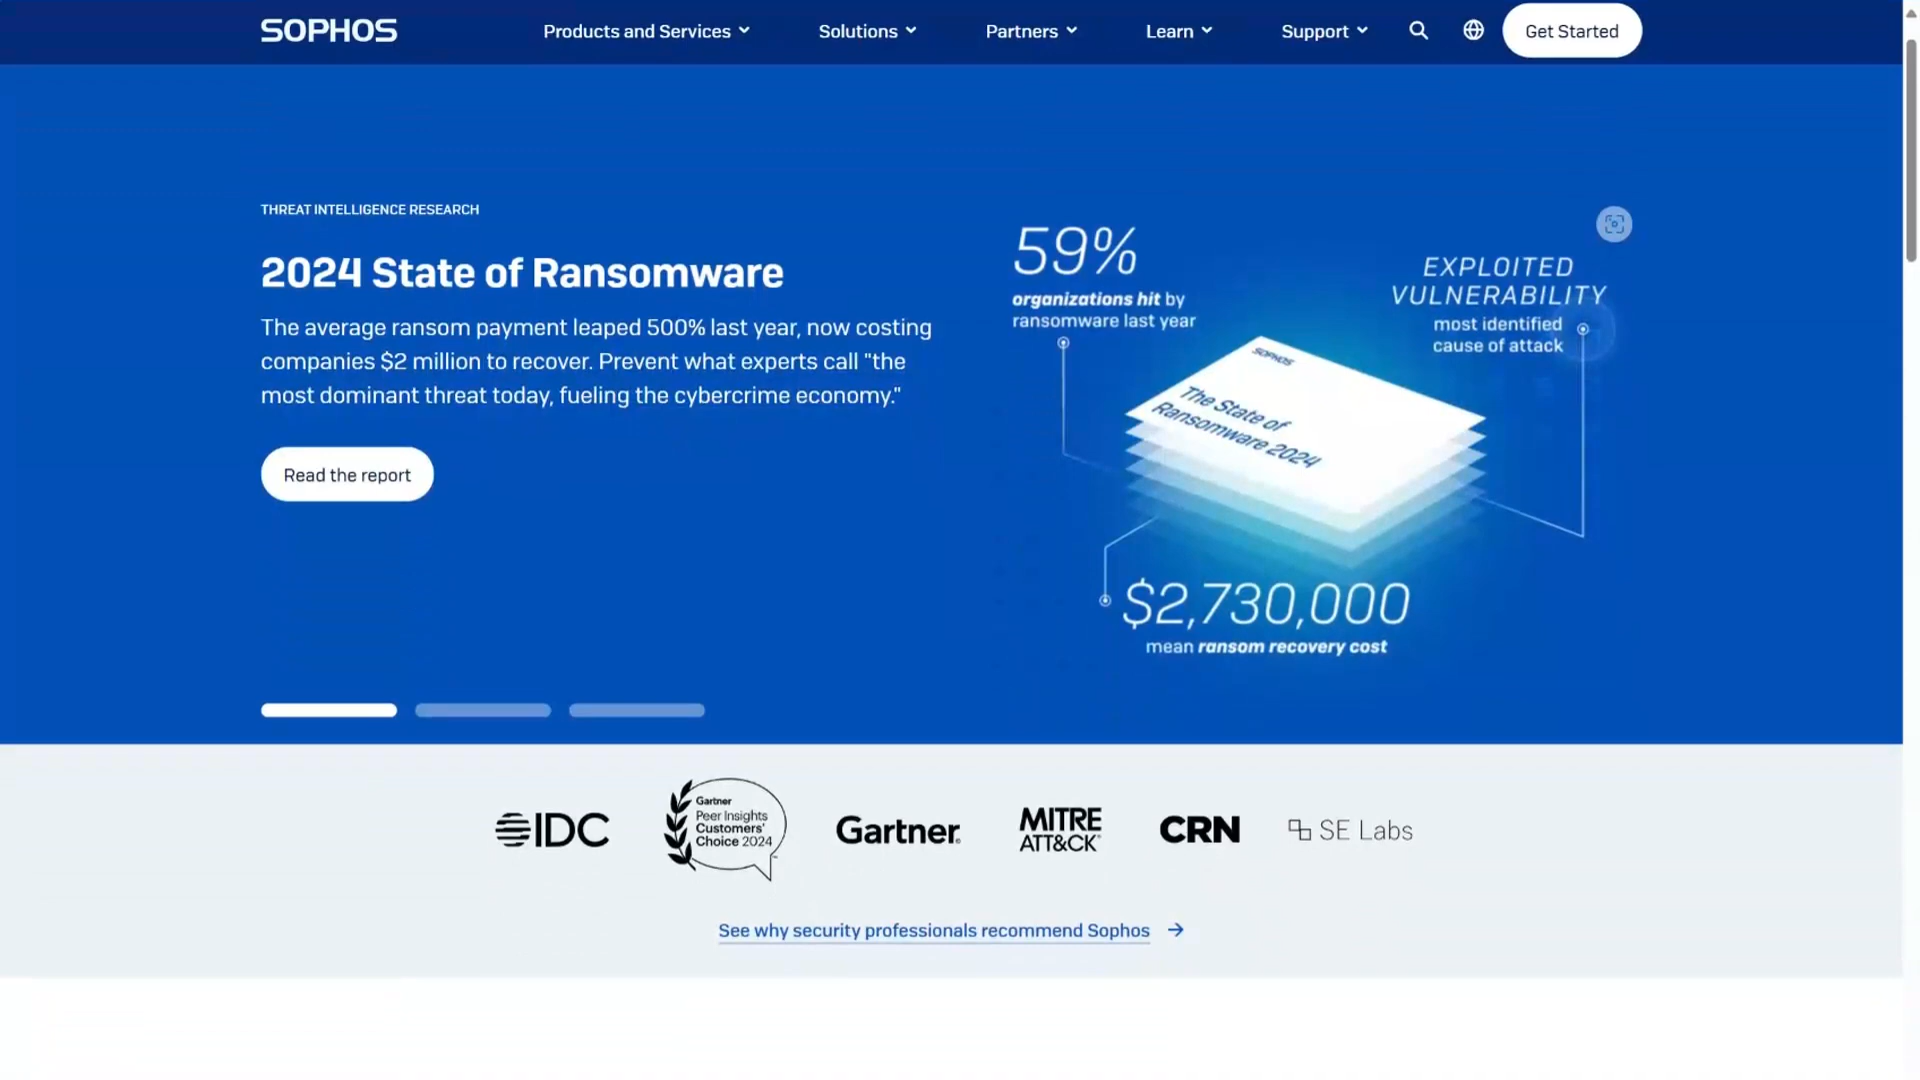 SOPHOS
Products and Services
Solutions
Partners
Learn
Support
Get Started
THREAT INTELLIGENCE RESEARCH
2024 State of Ransomware
The average ransom payment leaped 500% last year, now costing
companies $2 million to recover. Prevent what experts call "the
most dominant threat today, fueling the cybercrime economy."
Read the report
59%
organizations hit by
ransomware last year
EXPLOITED
VULNERABILITY
most identified
cause of attack
SOPHOS
The State of
Ransomware 2024
$2,730,000
mean ransom recovery cost
IDC
Gartner
Peer Insights
Customers'
Choice 2024
Gartner
MITRE
ATT&CK
CRN
SE Labs
See why security professionals recommend Sophos